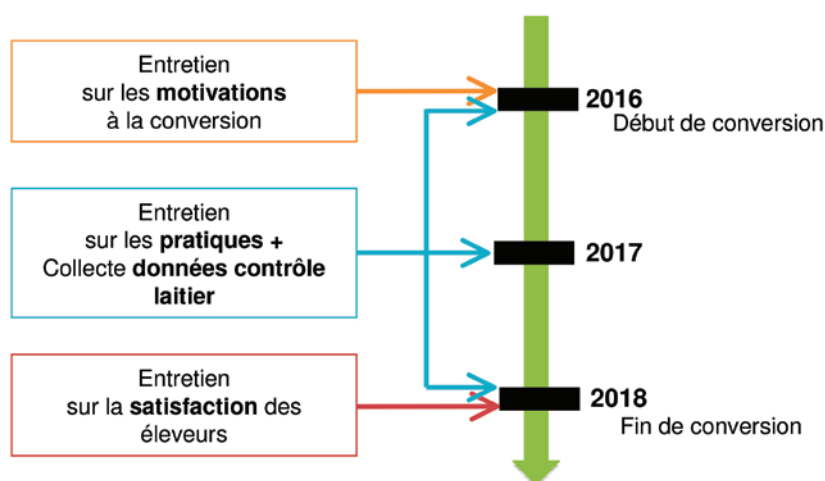 Entretien
sur les motivations
à la conversion
2016
Début de conversion
Entretien
sur les pratiques +
Collecte données contrôle
laitier
2017
Entretien
sur la satisfaction des
éleveurs
2018
Fin de conversion